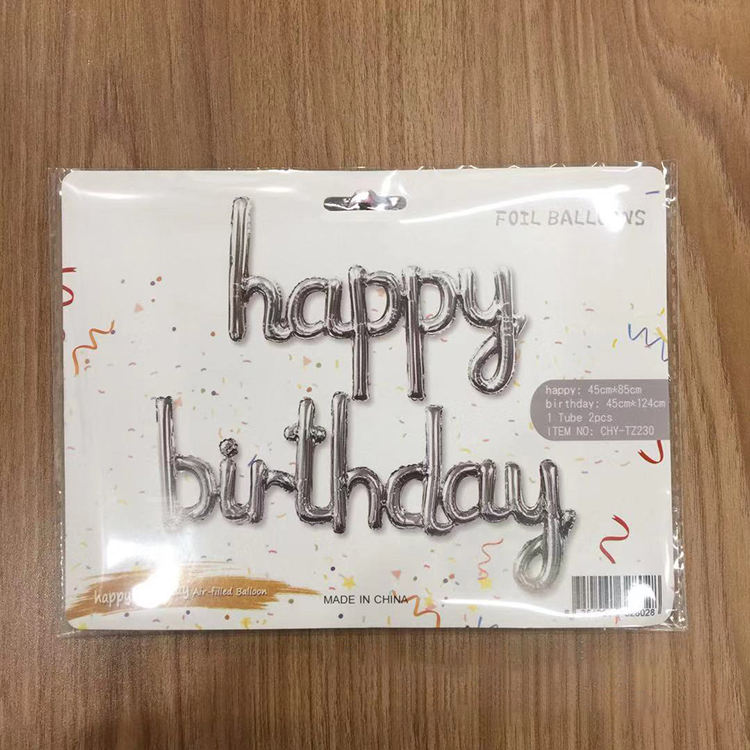 FOIL BALLOONS
happy
birthday
happy: 45cm*85cm
birthday: 45cm*124cm
1 Tube 2pcs
ITEM NO: CHY-TZ230
happy Air-filled Balloon
MADE IN CHINA